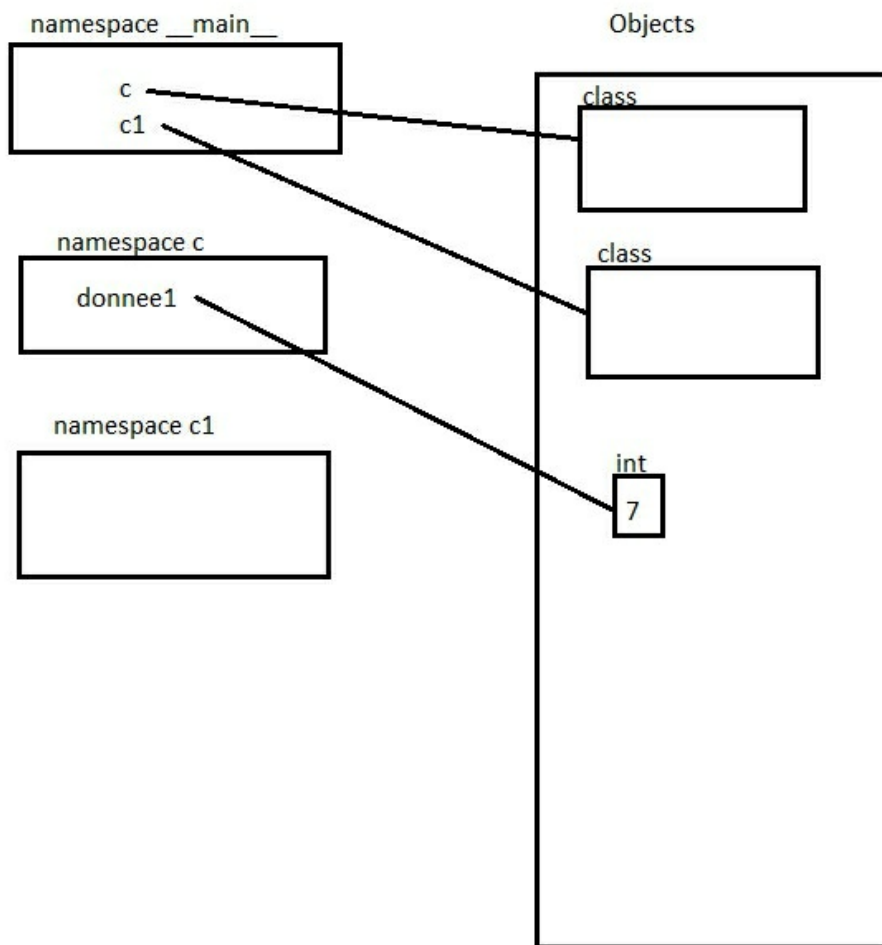 namespace __main__
Objects
c
c1
class
namespace c
donnee1
class
namespace c1
int
7